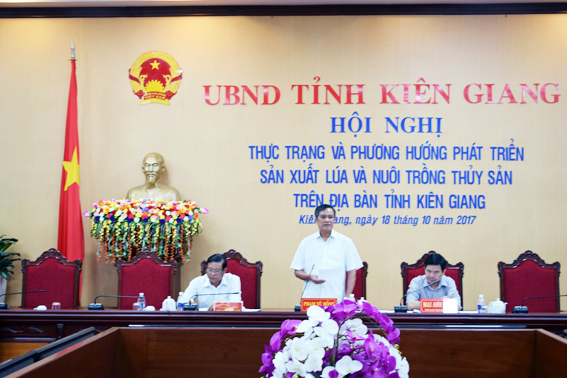 UBND TỈNH KIÊN GIANG
HỘI NGHỊ
THỰC TRẠNG VÀ PHƯƠNG HƯỚNG PHÁT TRIỂN
SẢN XUẤT LÚA VÀ NUÔI TRỒNG THỦY SẢN
TRÊN ĐỊA BÀN TỈNH KIÊN GIANG
Kiên Giang, ngày 18 tháng 10 năm 2017